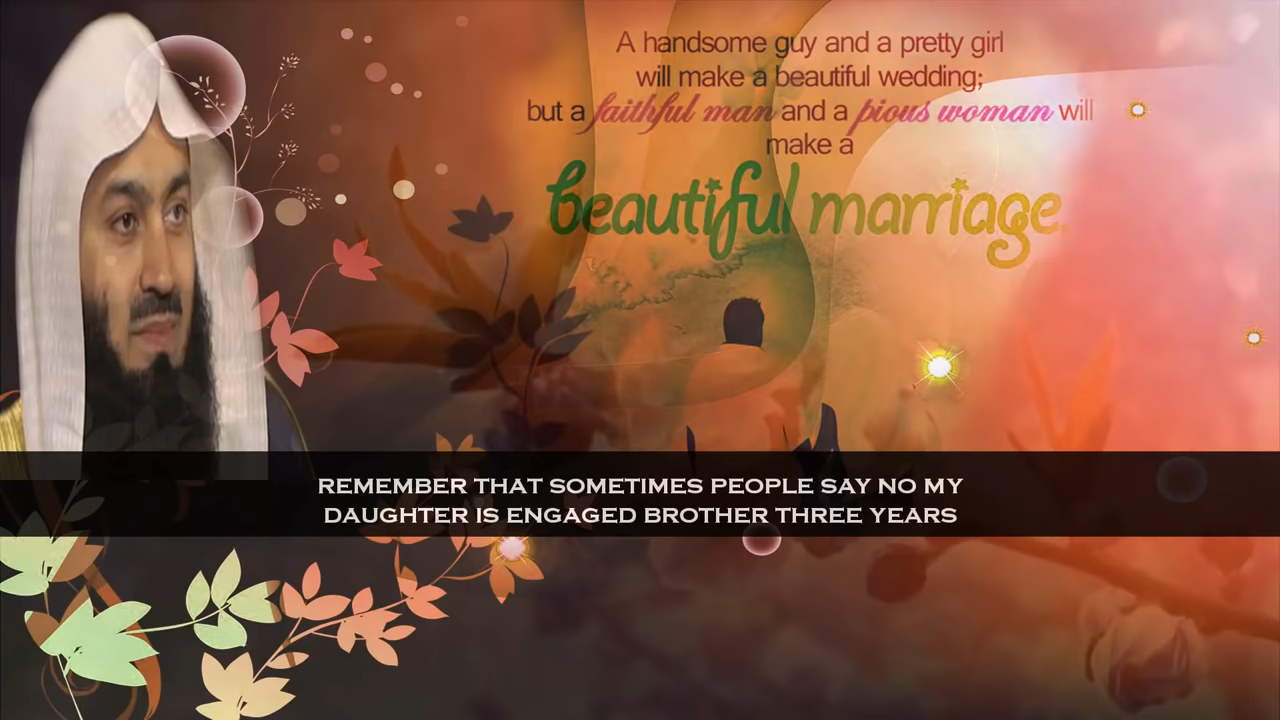 A handsome guy and a pretty girl
will make a beautiful wedding;
but a faithful man and a pious woman will
make a
beautiful marriage.
REMEMBER THAT SOMETIMES PEOPLE SAY NO MY
DAUGHTER IS ENGAGED BROTHER THREE YEARS